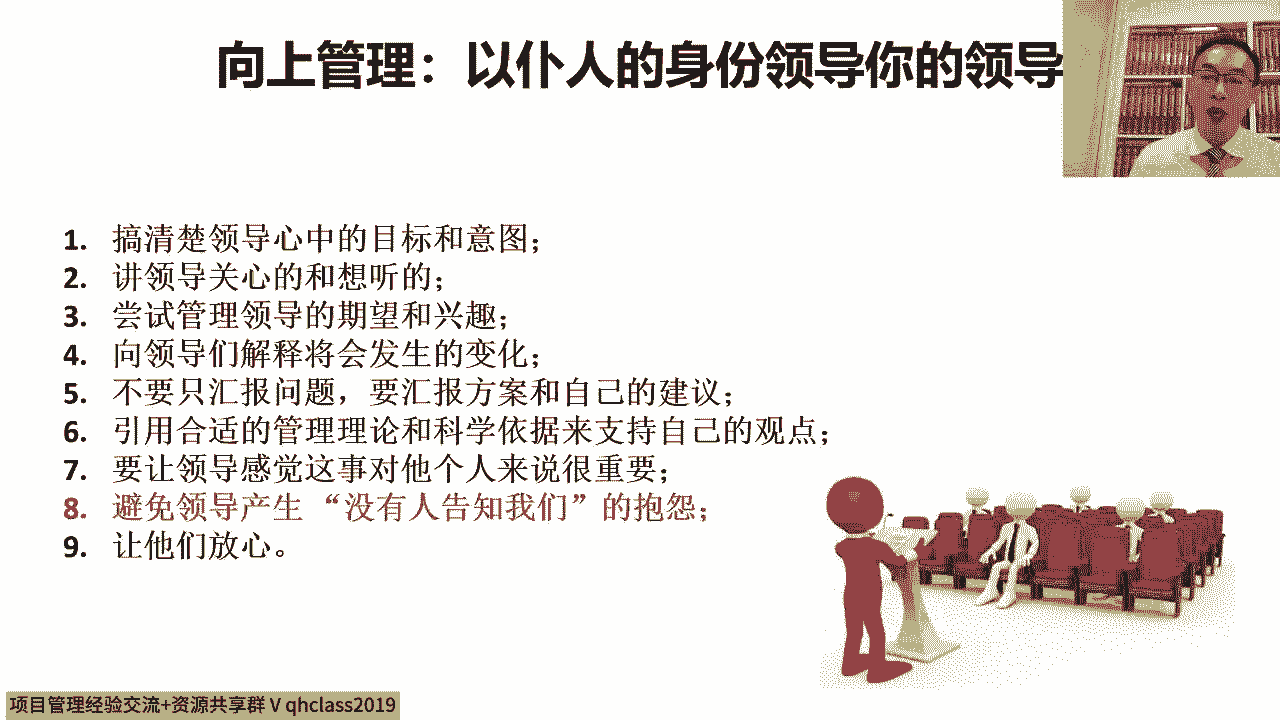 向上管理：以仆人的身份领导你的领导
1. 搞清楚领导心中的目标和意图；
2. 讲领导关心的和想听的；
3. 尝试管理领导的期望和兴趣；
4. 向领导们解释将会发生的变化；
5. 不要只汇报问题，要汇报方案和自己的建议；
6. 引用合适的管理理论和科学依据来支持自己的观点；
7. 要让领导感觉这事对他个人来说很重要；
8. 避免领导产生 “没有人告知我们”的抱怨；
9. 让他们放心。
项目管理经验交流+资源共享群 V qhclass2019